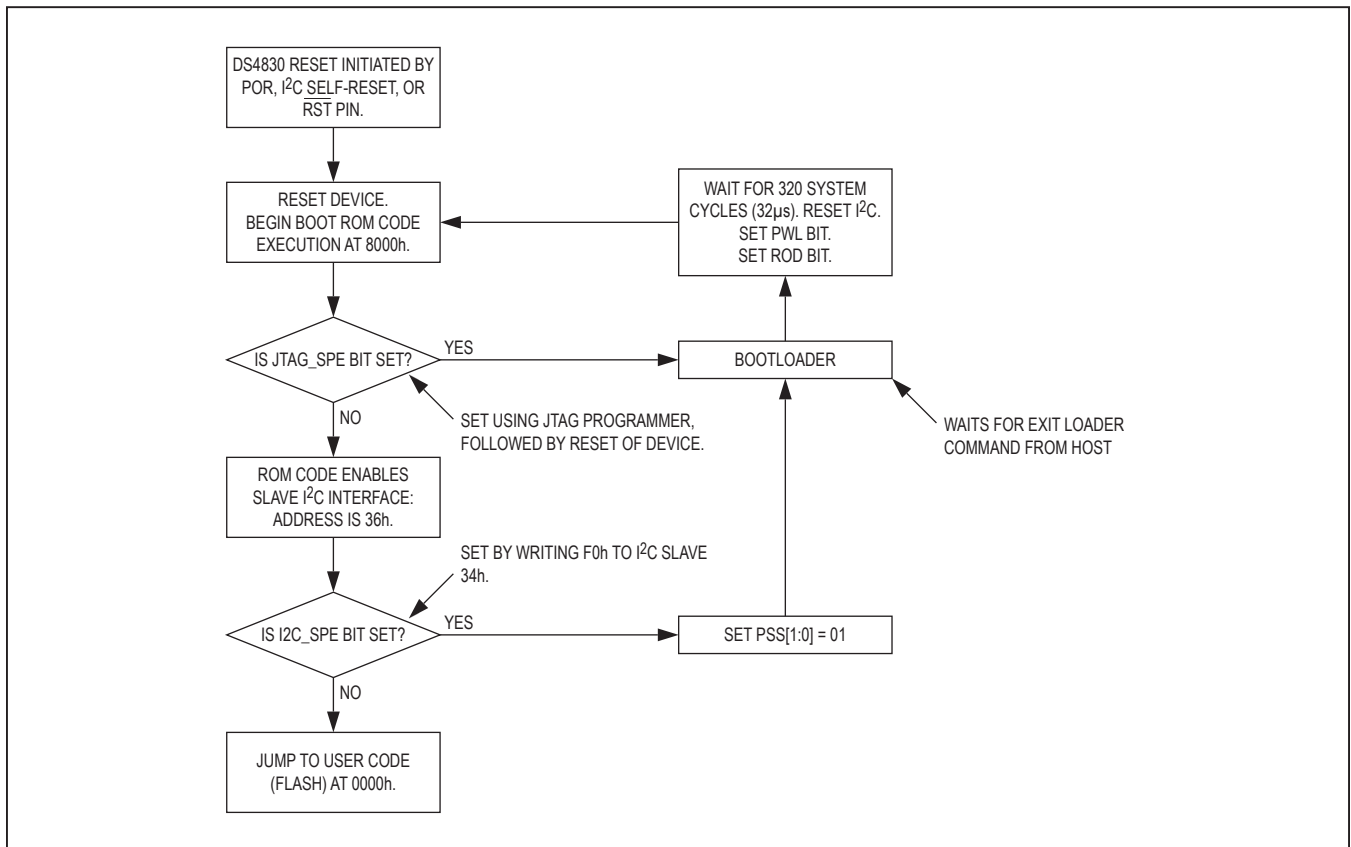 DS4830 RESET INITIATED BY
POR, I²C SELF-RESET, OR
RST PIN.
RESET DEVICE.
BEGIN BOOT ROM CODE
EXECUTION AT 8000h.
WAIT FOR 320 SYSTEM
CYCLES (32µs). RESET I²C.
SET PWL BIT.
SET ROD BIT.
IS JTAG_SPE BIT SET?
YES
BOOTLOADER
NO
SET USING JTAG PROGRAMMER,
FOLLOWED BY RESET OF DEVICE.
WAITS FOR EXIT LOADER
COMMAND FROM HOST
ROM CODE ENABLES
SLAVE I²C INTERFACE:
ADDRESS IS 36h.
SET BY WRITING F0h TO I²C SLAVE
34h.
IS I2C_SPE BIT SET?
YES
SET PSS[1:0] = 01
NO
JUMP TO USER CODE
(FLASH) AT 0000h.